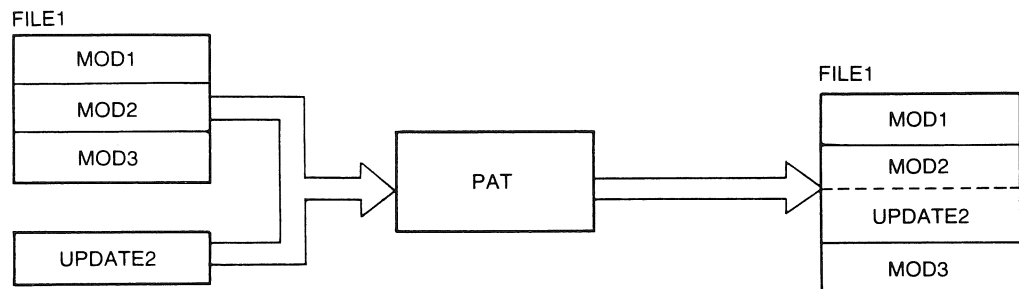 FILE1
MOD1
MOD2
MOD3
UPDATE2
PAT
FILE1
MOD1
MOD2
UPDATE2
MOD3